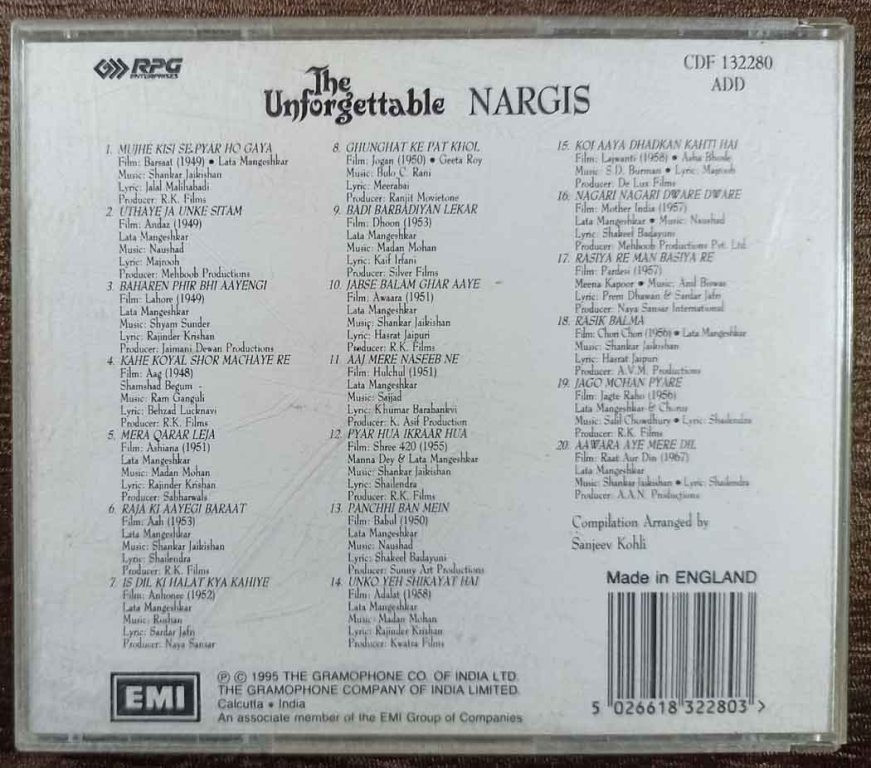 RPG
ENTERPRISES
The
Unforgettable NARGIS
CDF 132280
ADD
1. MUJHE KISI SE PYAR HO GAYA
Film: Barsaat (1949) • Lata Mangeshkar
Music: Shankar Jaikishan
Lyric: Jalal Malihabadi
Producer: R.K. Films
2. UTHAYE JA UNKE SITAM
Film: Andaz (1949)
Lata Mangeshkar
Music: Naushad
Lyric: Majrooh
Producer: Mehboob Productions
3. BAHAREN PHIR BHI AAYENGI
Film: Lahore (1949)
Lata Mangeshkar
Music: Shyam Sunder
Lyric: Rajinder Krishan
Producer: Jaimani Dewan Productions
4. KAHE KOYAL SHOR MACHAYE RE
Film: Aag (1948)
Shamshad Begum
Music: Ram Ganguli
Lyric: Behzad Lucknavi
Producer: R.K. Films
5. MERA QARAR LEJA
Film: Ashiana (1951)
Lata Mangeshkar
Music: Madan Mohan
Lyric: Rajinder Krishan
Producer: Sabharwals
6. RAJA KI AAYEGI BARAAT
Film: Aah (1953)
Lata Mangeshkar
Music: Shankar Jaikishan
Lyric: Shailendra
Producer: R.K. Films
7. IS DIL KI HALAT KYA KAHIYE
Film: Anhonee (1952)
Lata Mangeshkar
Music: Roshan
Lyric: Sardar Jafri
Producer: Naya Sansar
8. GHUNGHAT KE PAT KHOL
Film: Jogan (1950) • Geeta Roy
Music: Bulo C. Rani
Lyric: Meerabai
Producer: Ranjit Movietone
9. BADI BARBADIYAN LEKAR
Film: Dhoon (1953)
Lata Mangeshkar
Music: Madan Mohan
Lyric: Kaif Irfani
Producer: Silver Films
10. JABSE BALAM GHAR AAYE
Film: Awaara (1951)
Lata Mangeshkar
Music: Shankar Jaikishan
Lyric: Hasrat Jaipuri
Producer: R.K. Films
11. AAJ MERE NASEEB NE
Film: Hulchul (1951)
Lata Mangeshkar
Music: Sajjad
Lyric: Khumar Barabankvi
Producer: K. Asif Production
12. PYAR HUA IKRAAR HUA
Film: Shree 420 (1955)
Manna Dey & Lata Mangeshkar
Music: Shankar Jaikishan
Lyric: Shailendra
Producer: R.K. Films
13. PANCHHI BAN MEIN
Film: Babul (1950)
Lata Mangeshkar
Music: Naushad
Lyric: Shakeel Badayuni
Producer: Sunny Art Productions
14. UNKO YEH SHIKAYAT HAI
Film: Adalat (1958)
Lata Mangeshkar
Music: Madan Mohan
Lyric: Rajinder Krishan
Producer: Kwatra Films
15. KOI AAYA DHADKAN KAHTI HAI
Film: Lajwanti (1958) • Asha Bhosle
Music: S.D. Burman • Lyric: Majrooh
Producer: De Lux Films
16. NAGARI NAGARI DWARE DWARE
Film: Mother India (1957)
Lata Mangeshkar • Music: Naushad
Lyric: Shakeel Badayuni
Producer: Mehboob Productions Pvt. Ltd.
17. RASIYA RE MAN BASIYA RE
Film: Pardesi (1957)
Meena Kapoor • Music: Anil Biswas
Lyric: Prem Dhawan & Sardar Jafri
Producer: Naya Sansar International
18. RASIK BALMA
Film: Chori Chori (1956) • Lata Mangeshkar
Music: Shankar Jaikishan
Lyric: Hasrat Jaipuri
Producer: A.V.M. Productions
19. JAGO MOHAN PYARE
Film: Jagte Raho (1956)
Lata Mangeshkar & Chorus
Music: Salil Chowdhury • Lyric: Shailendra
Producer: R.K. Films
20. AAWARA AYE MERE DIL
Film: Raat Aur Din (1967)
Lata Mangeshkar
Music: Shankar Jaikishan • Lyric: Shailendra
Producer: A.A.N. Productions
Compilation Arranged by
Sanjeev Kohli
Made in ENGLAND
5 026618 322803 >
EMI
℗ © 1995 THE GRAMOPHONE CO. OF INDIA LTD.
THE GRAMOPHONE COMPANY OF INDIA LIMITED
Calcutta • India
An associate member of the EMI Group of Companies